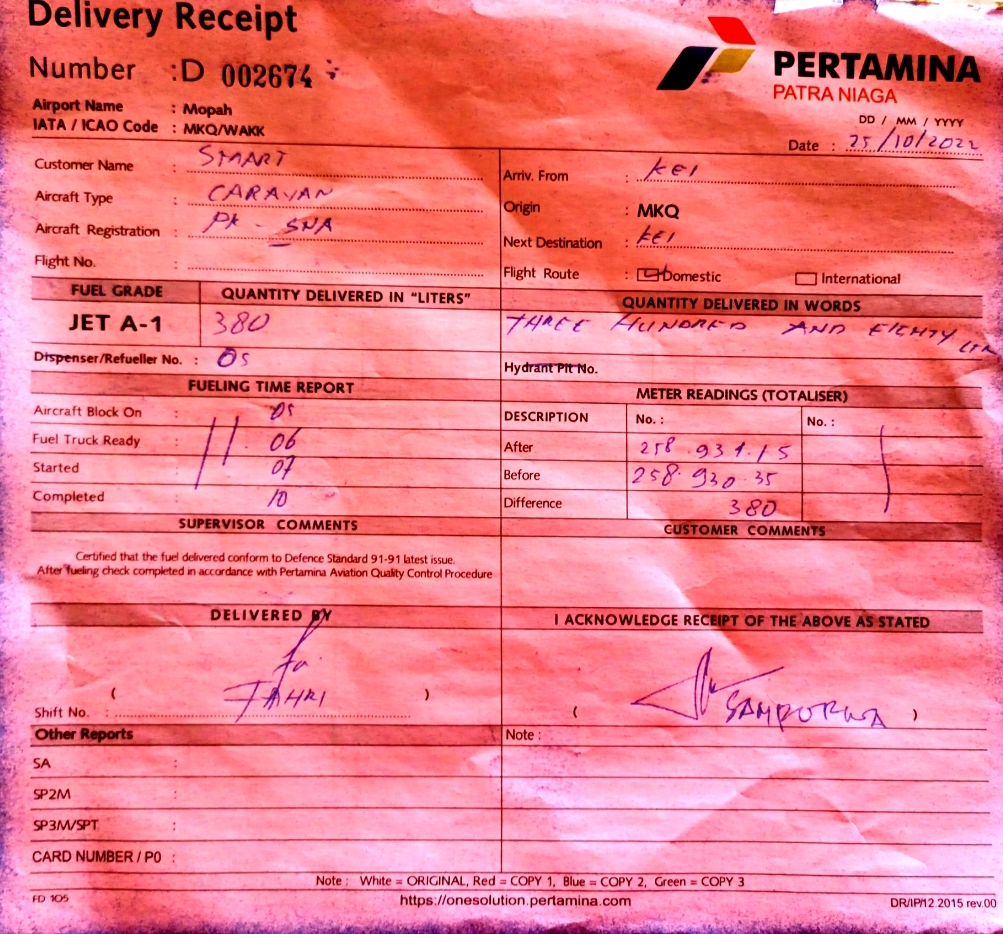 Delivery Receipt
Number : D 002674
PERTAMINA
PATRA NIAGA
Airport Name : Mopah
IATA / ICAO Code : MKQ/WAKK
DD / MM / YYYY
Date : 25/10/2022
Customer Name : SMART
Arriv. From : KEI
Aircraft Type : CARAVAN
Origin : MKQ
Aircraft Registration : PK - SNA
Next Destination : KEI
Flight No. :
Flight Route : Domestic International
FUEL GRADE QUANTITY DELIVERED IN "LITERS"
QUANTITY DELIVERED IN WORDS
JET A-1 380
THREE HUNDRED AND EIGHTY LTR
Dispenser/Refueller No. : 05
Hydrant Pit No.
FUELING TIME REPORT
METER READINGS (TOTALISER)
Aircraft Block On : 05
DESCRIPTION No. : No. :
Fuel Truck Ready : 11. 06
After 258.931.15
Started : 07
Before 258.930.35
Completed : 10
Difference 380
SUPERVISOR COMMENTS
CUSTOMER COMMENTS
Certified that the fuel delivered conform to Defence Standard 91-91 latest issue.
After fueling check completed in accordance with Pertamina Aviation Quality Control Procedure
DELIVERED BY
I ACKNOWLEDGE RECEIPT OF THE ABOVE AS STATED
( )
Shift No. :
( SAMPURNA )
Other Reports
Note :
SA :
SP2M :
SP3M/SPT :
CARD NUMBER / PO :
Note : White = ORIGINAL, Red = COPY 1, Blue = COPY 2, Green = COPY 3
FD 105
https://onesolution.pertamina.com
DR/IP/12.2015 rev.00